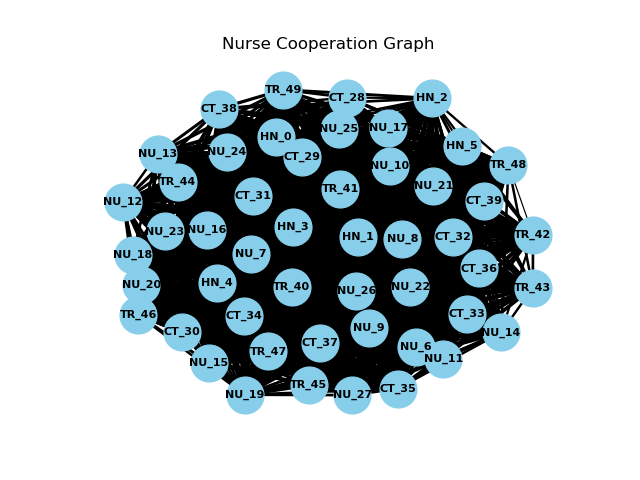 Nurse Cooperation Graph
TR_49
CT_28
HN_2
CT_38
NU_25
NU_17
HN_0
HN_5
NU_24
NU_13
CT_29
NU_10
TR_48
TR_44
NU_21
TR_41
CT_31
CT_39
NU_12
HN_3
NU_16
NU_23
HN_1
NU_8
CT_32
TR_42
NU_7
NU_18
CT_36
HN_4
NU_20
TR_40
NU_26
NU_22
TR_43
TR_46
CT_34
CT_33
CT_30
NU_9
NU_14
CT_37
TR_47
NU_6
NU_11
NU_15
TR_45
CT_35
NU_19
NU_27